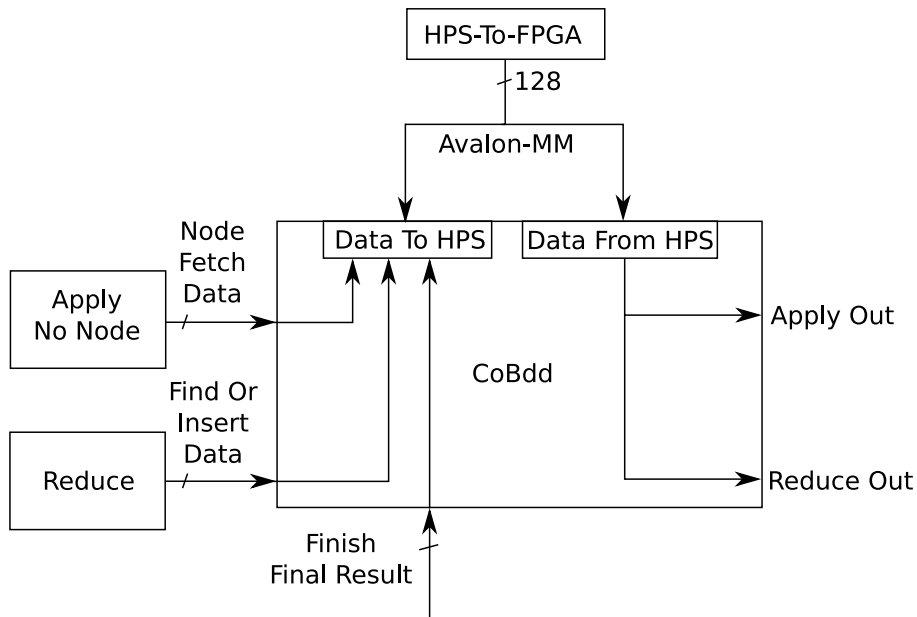 HPS-To-FPGA
128
Avalon-MM
Data To HPS
Data From HPS
Node
Fetch
Data
Apply
No Node
Apply Out
CoBdd
Find Or
Insert
Data
Reduce
Reduce Out
Finish
Final Result